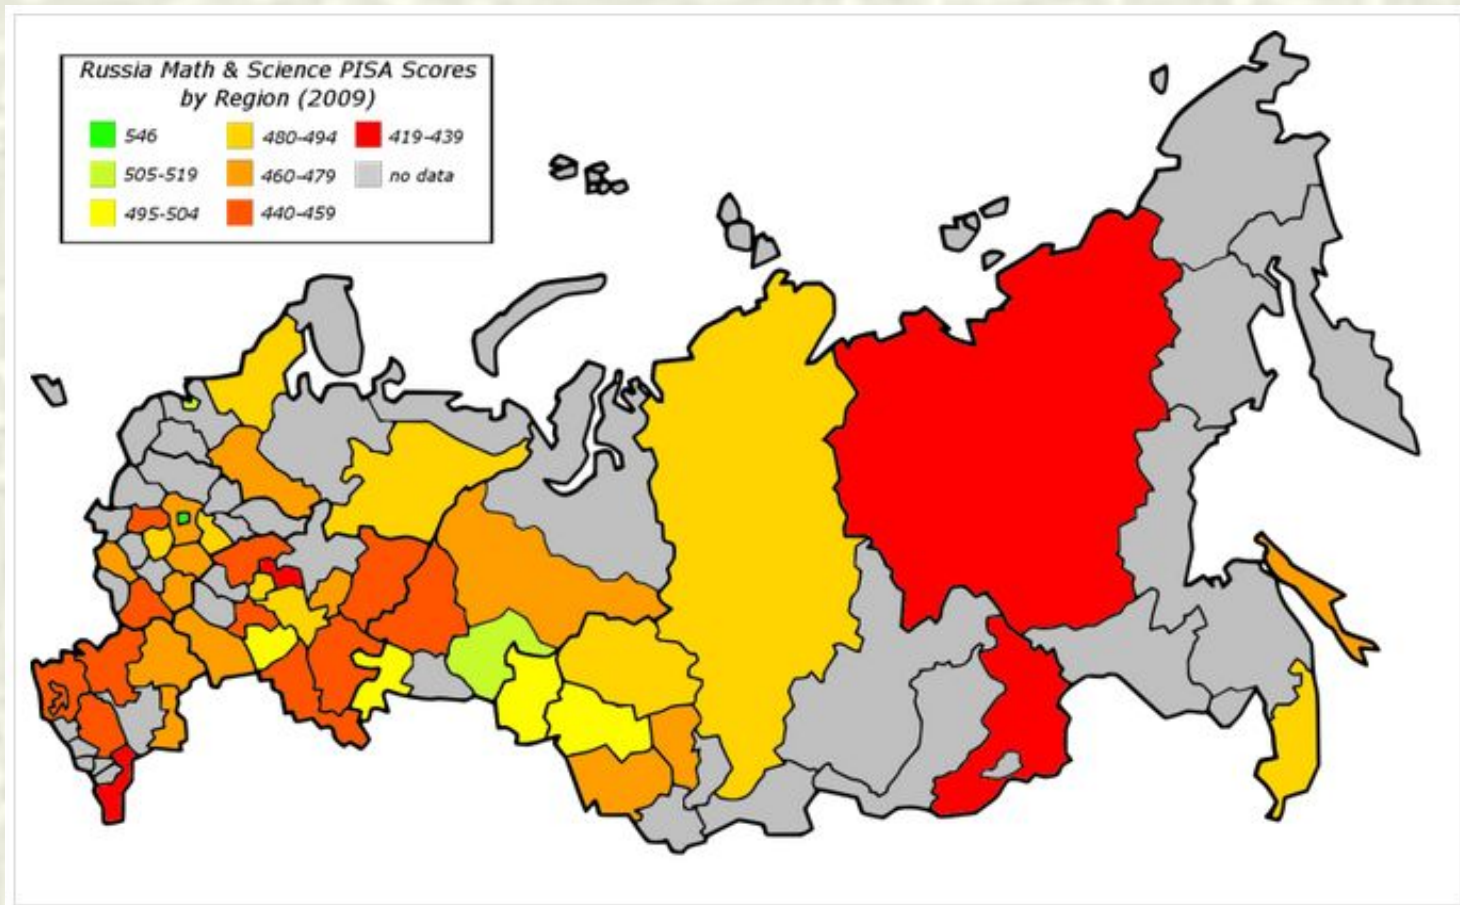 Russia Math & Science PISA Scores
by Region (2009)
546
505-519
495-504
480-494
460-479
440-459
419-439
no data